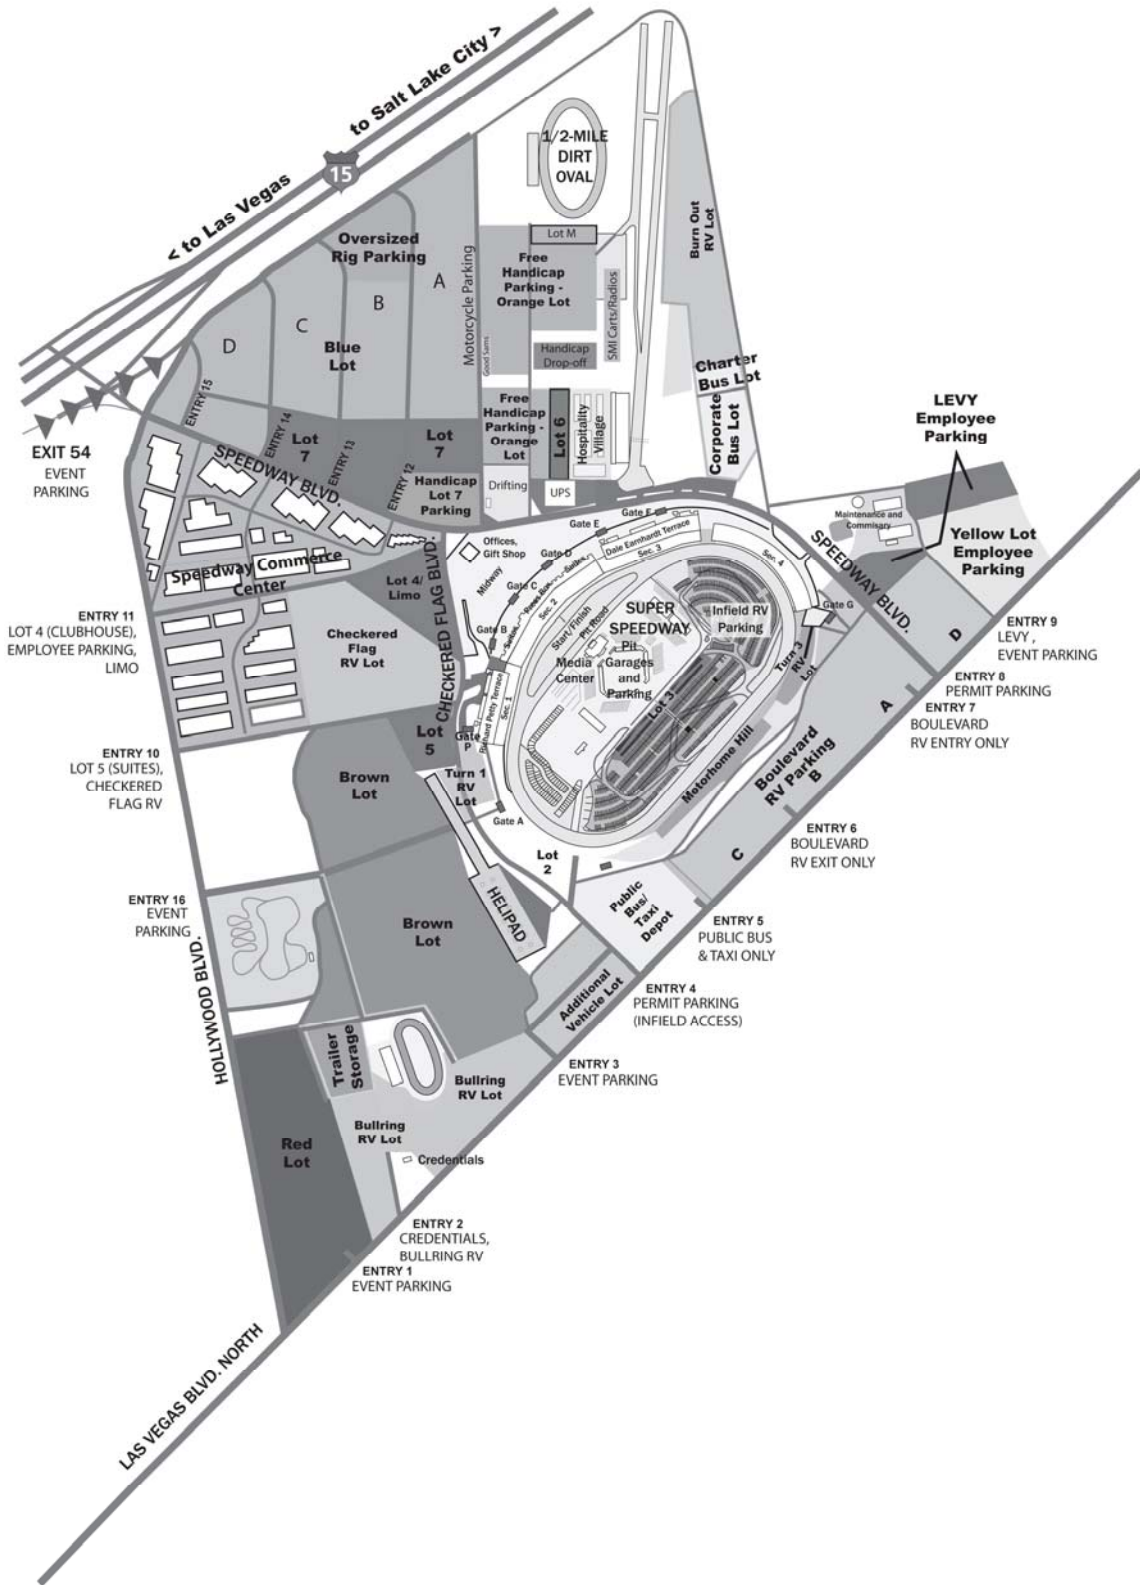 to Salt Lake City >
15
< to Las Vegas
1/2-MILE
DIRT
OVAL
Burn Out
RV Lot
Oversized
Rig Parking
Lot M
Free
Handicap
Parking -
Orange Lot
Motorcycle Parking
A
B
C
D
Good Sams
SMI Carts/Radios
Handicap
Drop-off
Blue
Lot
Charter
Bus Lot
Corporate
Bus Lot
LEVY
Employee
Parking
ENTRY 15
ENTRY 14
ENTRY 13
ENTRY 12
Free
Handicap
Parking -
Orange
Lot
Lot 6
Hospitality
Village
EXIT 54
EVENT
PARKING
Lot
7
Lot
7
SPEEDWAY BLVD.
Handicap
Lot 7
Parking
Drifting
UPS
Maintenance and
Commisary
Yellow Lot
Employee
Parking
Gate F
Gate E
Dale Earnhardt Terrace
Sec. 3
Sec. 4
SPEEDWAY BLVD.
Offices,
Gift Shop
Gate D
Midway
Gate C
Suites
Press Box
Suites
Sec. 2
Speedway Commerce
Center
Lot 4/
Limo
CHECKERED FLAG BLVD.
Start/Finish
Pit Road
SUPER
SPEEDWAY
Infield RV
Parking
Gate G
D
ENTRY 9
LEVY ,
EVENT PARKING
ENTRY 11
LOT 4 (CLUBHOUSE),
EMPLOYEE PARKING,
LIMO
Checkered
Flag
RV Lot
Gate B
Media
Center
Pit
Garages
and
Parking
Turn 3
RV
Lot
ENTRY 8
PERMIT PARKING
ENTRY 7
BOULEVARD
RV ENTRY ONLY
Richard Petty Terrace
Sec. 1
Lot 3
A
Lot
5
Gate
P
ENTRY 10
LOT 5 (SUITES),
CHECKERED
FLAG RV
Brown
Lot
Turn 1
RV
Lot
Motorhome Hill
Boulevard
RV Parking
B
Gate A
ENTRY 6
BOULEVARD
RV EXIT ONLY
Lot
2
C
HELIPAD
Public
Bus/
Taxi
Depot
ENTRY 16
EVENT
PARKING
Brown
Lot
ENTRY 5
PUBLIC BUS
& TAXI ONLY
HOLLYWOOD BLVD.
Additional
Vehicle Lot
ENTRY 4
PERMIT PARKING
(INFIELD ACCESS)
Trailer
Storage
ENTRY 3
EVENT PARKING
Bullring
RV Lot
Bullring
RV Lot
Red
Lot
Credentials
ENTRY 2
CREDENTIALS,
BULLRING RV
ENTRY 1
EVENT PARKING
LAS VEGAS BLVD. NORTH